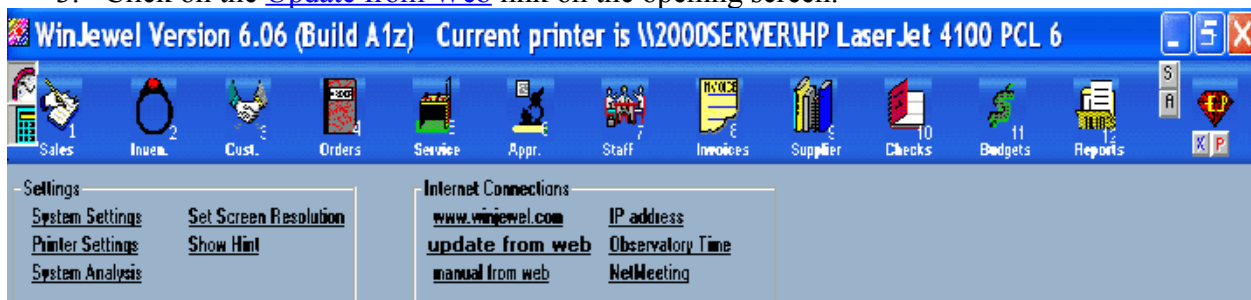 3. Click on the Update from Web link on the opening screen.
WinJewel Version 6.06 (Build A1z) Current printer is \\2000SERVER\HP LaserJet 4100 PCL 6
1 2 3 4 5 6 7 8 9 10 11 12
Sales Inven. Cust. Orders Service Appr. Staff Invoices Supplier Checks Budgets Reports
S
A
X P
Settings Internet Connections
System Settings Set Screen Resolution www.winjewel.com IP address
Printer Settings Show Hint update from web Observatory Time
System Analysis manual from web NetMeeting